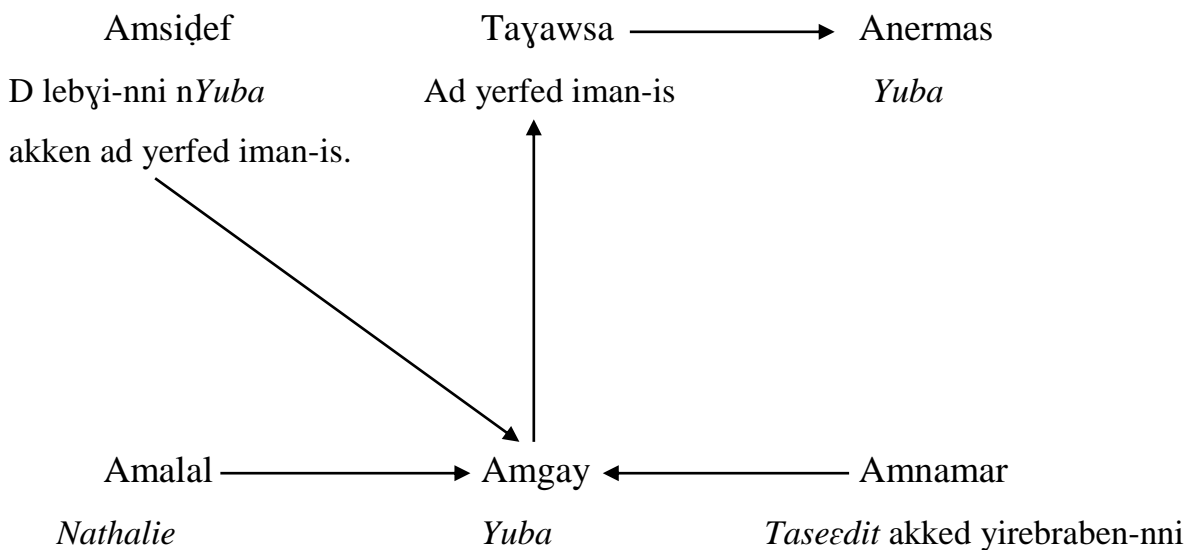 Amsiḍef Taɣawsa Anermas
D lebɣi-nni nYuba Ad yerfed iman-is Yuba
akken ad yerfed iman-is.
Amalal Amgay Amnamar
Nathalie Yuba Taseɛdit akked yirebraben-nni